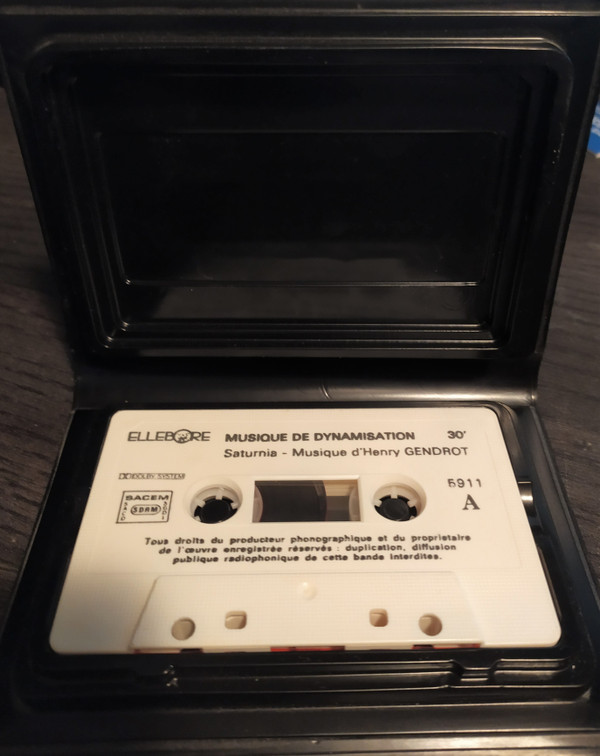 ELLEBORE MUSIQUE DE DYNAMISATION 30'
Saturnia - Musique d'Henry GENDROT
DOLBY SYSTEM
5911
SACEM
SDRM
A
Tous droits du producteur phonographique et du proprietaire
de l'œuvre enregistrée réservés : duplication, diffusion
publique radiophonique de cette bande interdites.